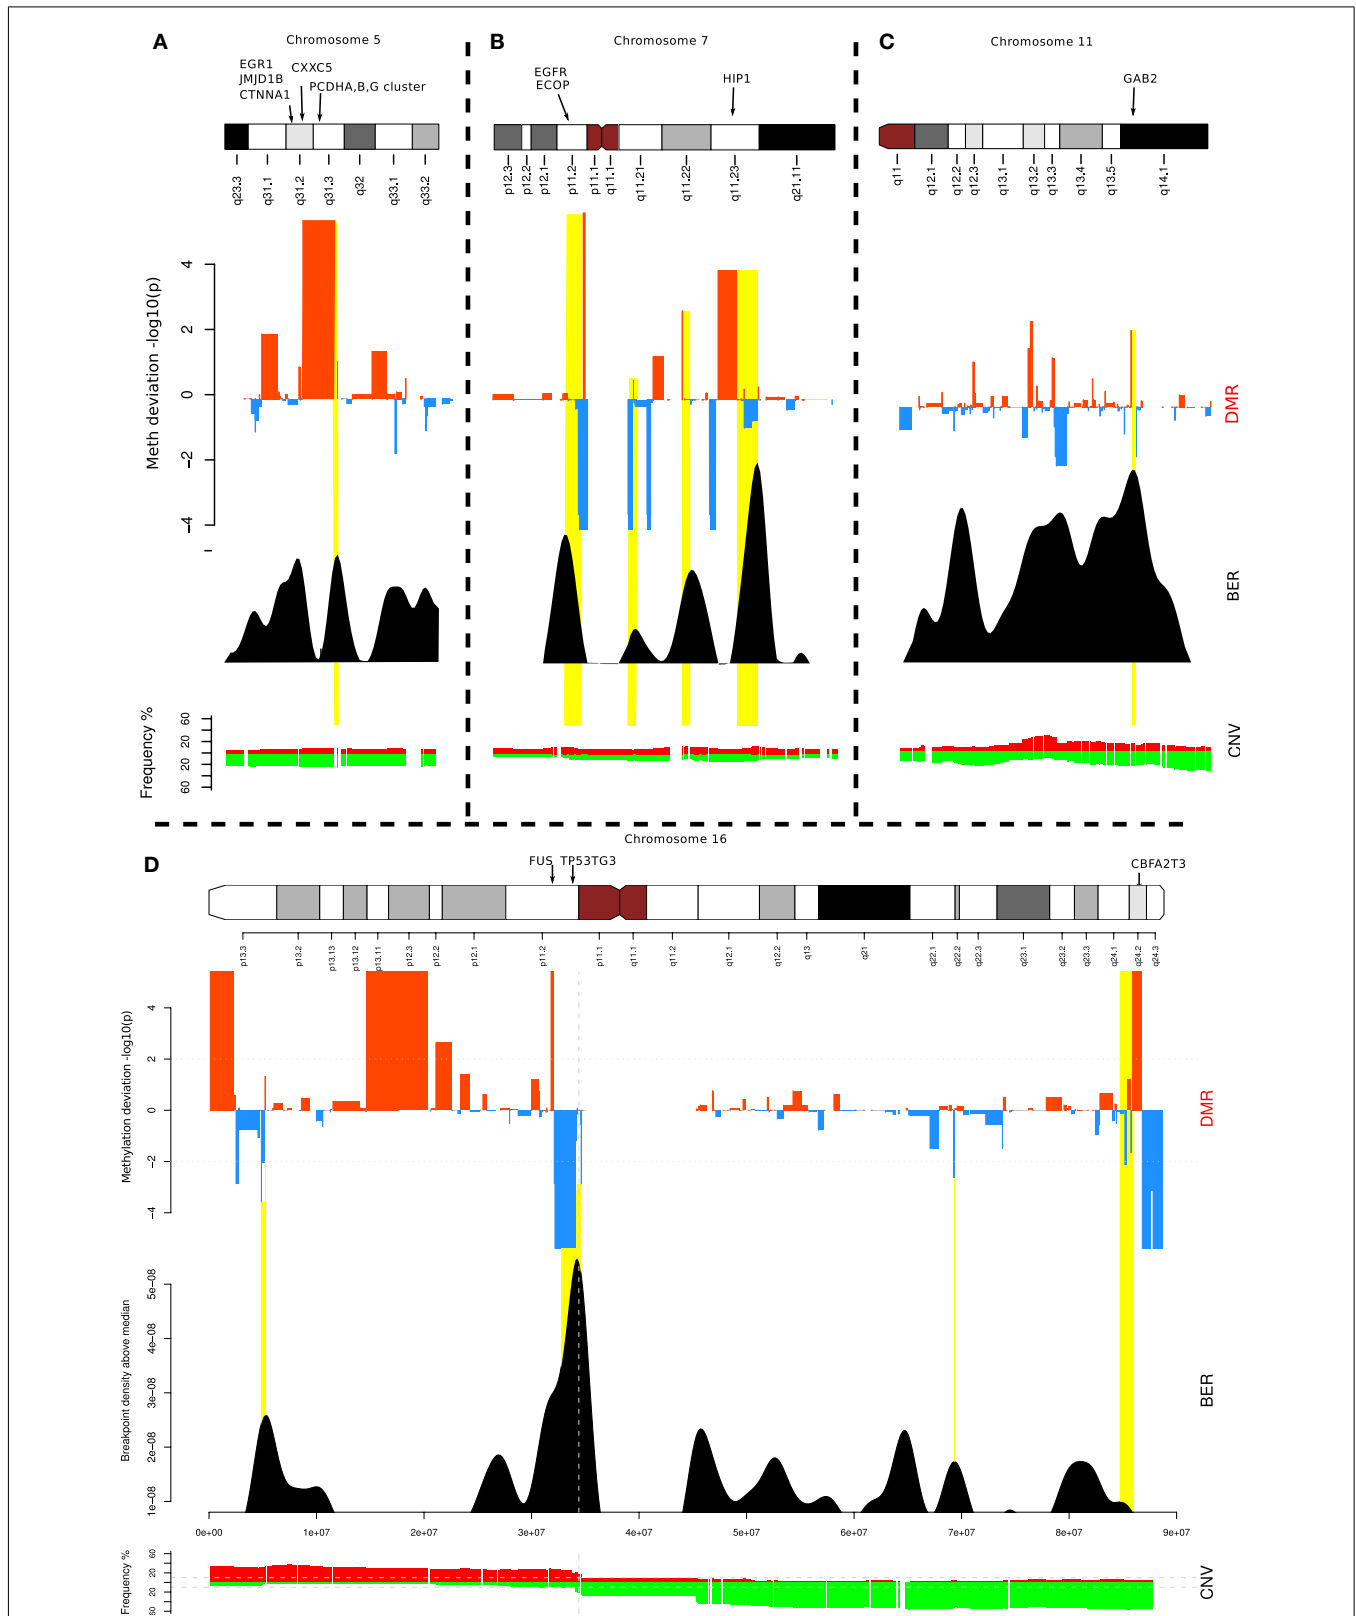 A
Chromosome 5
EGR1
JMJD1B
CTNNA1
CXXC5
PCDHA,B,G cluster
q23.3
q31.1
q31.2
q31.3
q32
q33.1
q33.2
B
Chromosome 7
EGFR
ECOP
HIP1
p12.3
p12.2
p12.1
p11.2
p11.1
q11.1
q11.21
q11.22
q11.23
q21.11
C
Chromosome 11
GAB2
q11
q12.1
q12.2
q12.3
q13.1
q13.2
q13.3
q13.4
q13.5
q14.1
Meth deviation -log10(p)
4
2
0
−2
−4
DMR
BER
Frequency %
60
20
20
60
CNV
D
Chromosome 16
FUS TP53TG3
CBFA2T3
p13.3
p13.2
p13.13
p13.12
p13.11
p12.3
p12.2
p12.1
p11.2
p11.1
q11.1
q11.2
q12.1
q12.2
q13
q21
q22.1
q22.2
q22.3
q23.1
q23.2
q23.3
q24.1
q24.2
q24.3
Methylation deviation -log10(p)
4
2
0
−2
−4
DMR
Breakpoint density above median
5e−08
4e−08
3e−08
2e−08
1e−08
BER
0e+00
1e+07
2e+07
3e+07
4e+07
5e+07
6e+07
7e+07
8e+07
9e+07
Frequency %
60
20
20
60
CNV